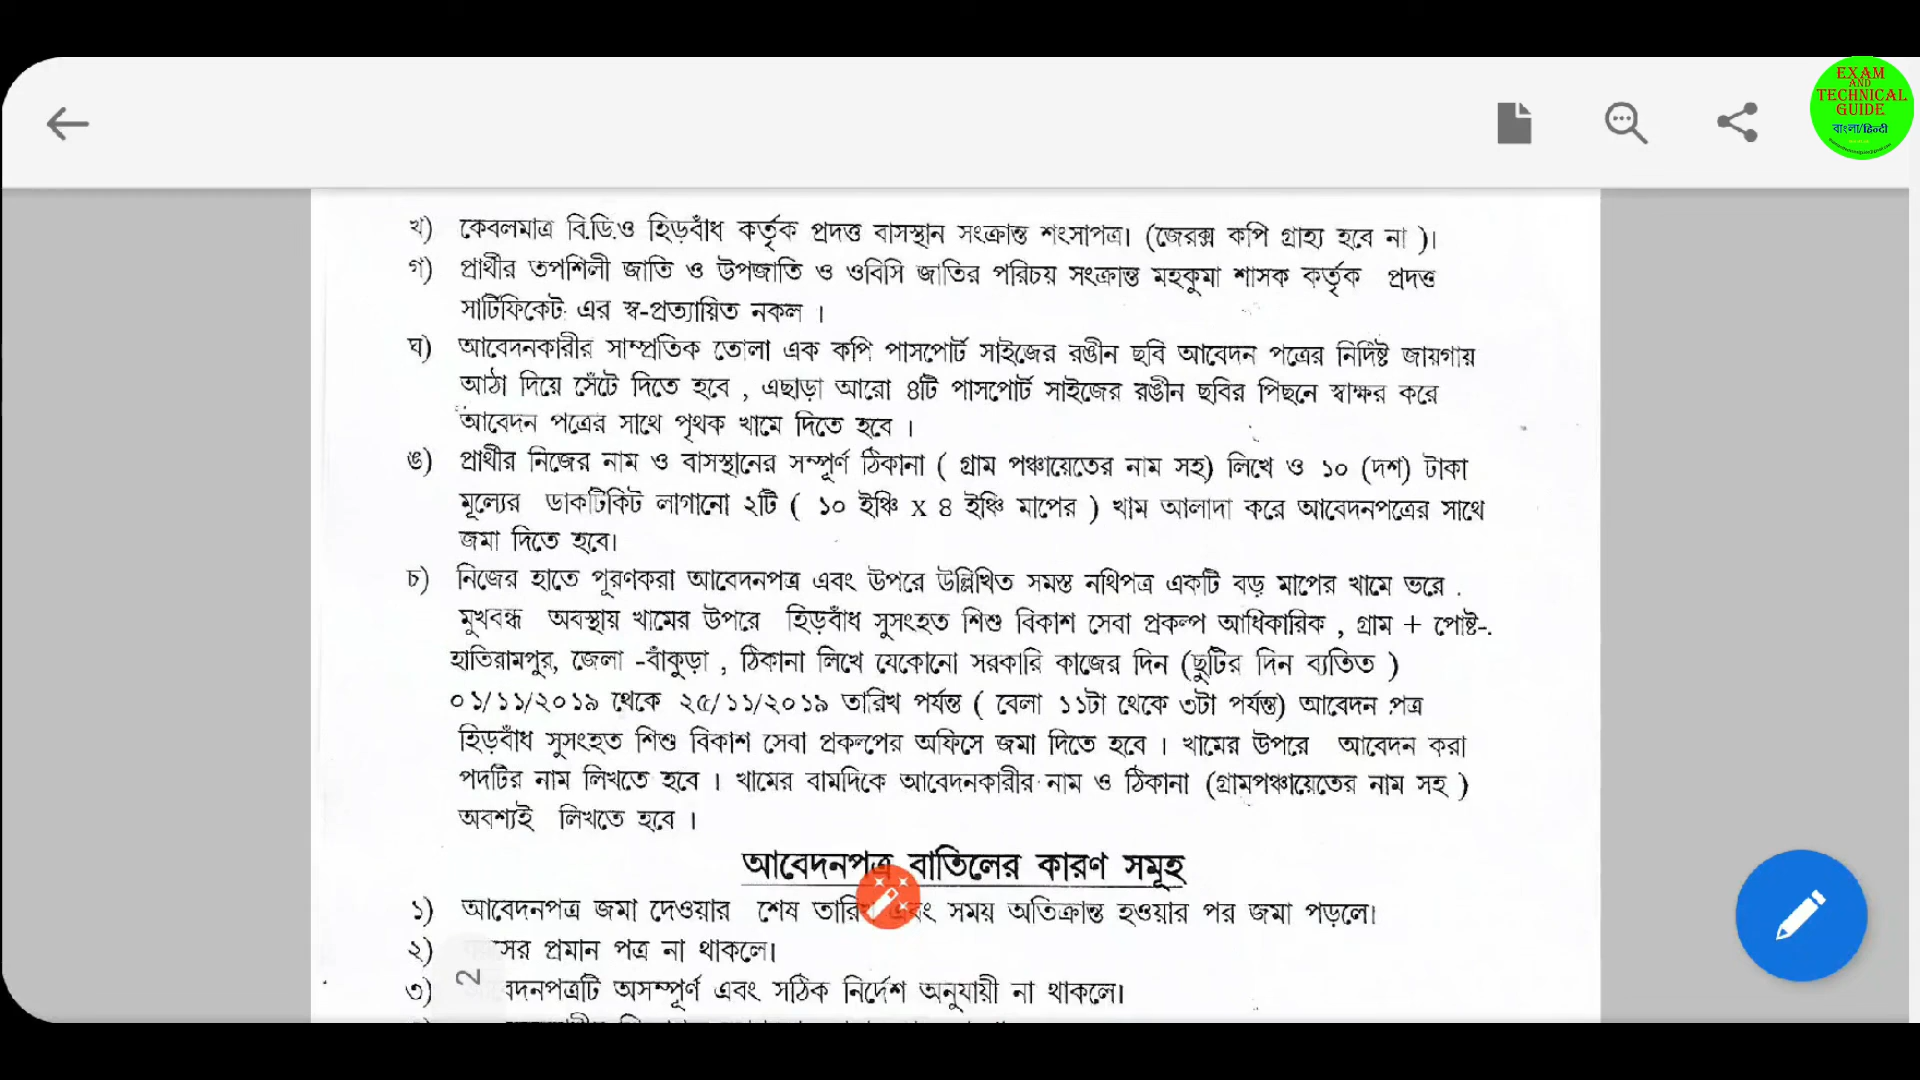 EXAM
AND
TECHNICAL
GUIDE
বাংলা/हिन्दी
খ) কেবলমাত্র বি.ডি.ও হিড়বাঁধ কর্তৃক প্রদত্ত বাসস্থান সংক্রান্ত শংসাপত্র। (জেরক্স কপি গ্রাহ্য হবে না )।
গ) প্রার্থীর তপশিলী জাতি ও উপজাতি ও ওবিসি জাতির পরিচয় সংক্রান্ত মহকুমা শাসক কর্তৃক প্রদত্ত
সার্টিফিকেট এর স্ব-প্রত্যায়িত নকল ।
ঘ) আবেদনকারীর সাম্প্রতিক তোলা এক কপি পাসপোর্ট সাইজের রঙীন ছবি আবেদন পত্রের নির্দিষ্ট জায়গায়
আঠা দিয়ে সেঁটে দিতে হবে , এছাড়া আরো ৪টি পাসপোর্ট সাইজের রঙীন ছবির পিছনে স্বাক্ষর করে
আবেদন পত্রের সাথে পৃথক খামে দিতে হবে ।
ঙ) প্রার্থীর নিজের নাম ও বাসস্থানের সম্পূর্ণ ঠিকানা ( গ্রাম পঞ্চায়েতের নাম সহ) লিখে ও ১০ (দশ) টাকা
মূল্যের ডাকটিকিট লাগানো ২টি ( ১০ ইঞ্চি x ৪ ইঞ্চি মাপের ) খাম আলাদা করে আবেদনপত্রের সাথে
জমা দিতে হবে।
চ) নিজের হাতে পূরণকরা আবেদনপত্র এবং উপরে উল্লিখিত সমস্ত নথিপত্র একটি বড় মাপের খামে ভরে
মুখবন্ধ অবস্থায় খামের উপরে হিড়বাঁধ সুসংহত শিশু বিকাশ সেবা প্রকল্প আধিকারিক , গ্রাম + পোষ্ট-
হাতিরামপুর, জেলা -বাঁকুড়া , ঠিকানা লিখে যেকোনো সরকারি কাজের দিন (ছুটির দিন ব্যতিত )
০১/১১/২০১৯ থেকে ২৫/১১/২০১৯ তারিখ পর্যন্ত ( বেলা ১১টা থেকে ৩টা পর্যন্ত) আবেদন পত্র
হিড়বাঁধ সুসংহত শিশু বিকাশ সেবা প্রকল্পের অফিসে জমা দিতে হবে । খামের উপরে আবেদন করা
পদটির নাম লিখতে হবে । খামের বামদিকে আবেদনকারীর নাম ও ঠিকানা (গ্রামপঞ্চায়েতের নাম সহ )
অবশ্যই লিখতে হবে ।
আবেদনপত্র বাতিলের কারণ সমূহ
১) আবেদনপত্র জমা দেওয়ার শেষ তারিখ এবং সময় অতিক্রান্ত হওয়ার পর জমা পড়লে।
২) প্রমান পত্র না থাকলে।
৩) অসম্পূর্ণ এবং সঠিক নির্দেশ অনুযায়ী না থাকলে।
2